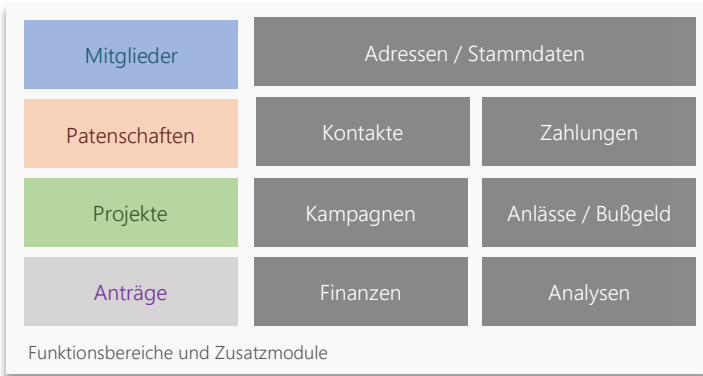 Mitglieder
Adressen / Stammdaten
Patenschaften
Kontakte
Zahlungen
Projekte
Kampagnen
Anlässe / Bußgeld
Anträge
Finanzen
Analysen
Funktionsbereiche und Zusatzmodule